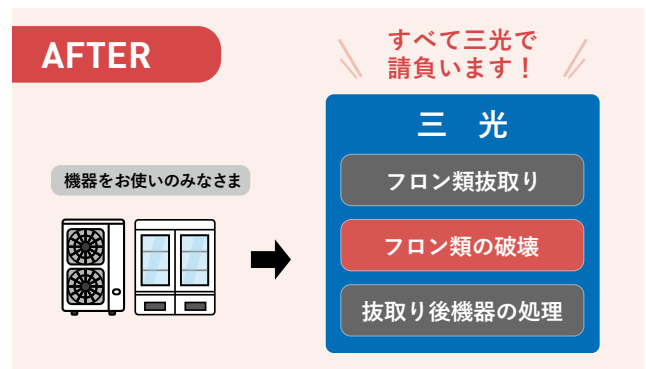 AFTER
すべて三光で
請負います！
三 光
機器をお使いのみなさま
フロン類抜取り
フロン類の破壊
抜取り後機器の処理